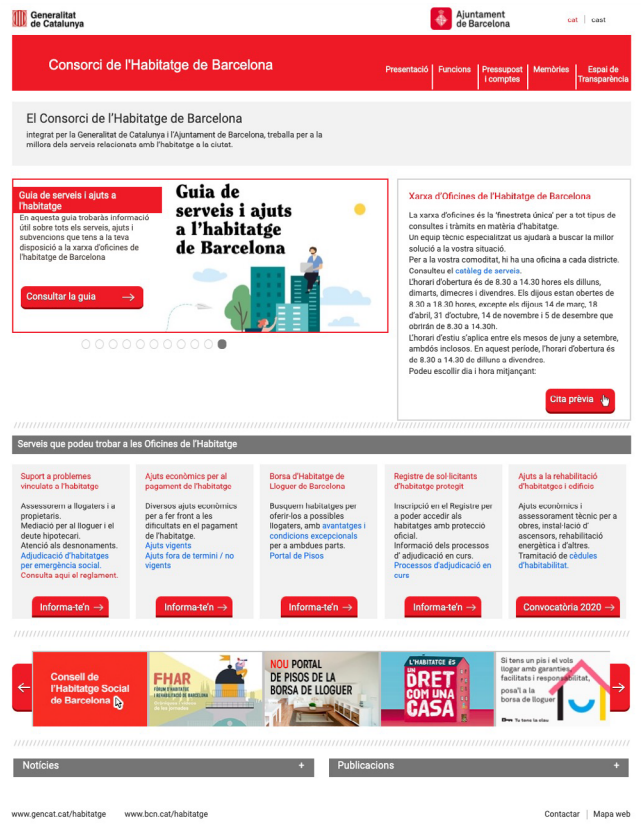 Generalitat
de Catalunya
Ajuntament
de Barcelona
cat | cast
Consorci de l'Habitatge de Barcelona
Presentació
Funcions
Pressupost
i comptes
Memòries
Espai de
Transparència
El Consorci de l'Habitatge de Barcelona
integrat per la Generalitat de Catalunya i l'Ajuntament de Barcelona, treballa per a la
millora dels serveis relacionats amb l'habitatge a la ciutat.
Guia de serveis i ajuts a
l'habitatge
En aquesta guia trobaràs informació
útil sobre tots els serveis, ajuts i
subvencions que tens a la teva
disposició a la xarxa d'oficines de
l'habitatge de Barcelona
Consultar la guia →
Guia de
serveis i ajuts
a l'habitatge
de Barcelona
Xarxa d'Oficines de l'Habitatge de Barcelona
La xarxa d'oficines és la 'finestreta única' per a tot tipus de
consultes i tràmits en matèria d'habitatge.
Un equip tècnic especialitzat us ajudarà a buscar la millor
solució a la vostra situació.
Per a la vostra comoditat, hi ha una oficina a cada districte.
Consulteu el catàleg de serveis.
L'horari d'obertura és de 8.30 a 14.30 hores els dilluns,
dimarts, dimecres i divendres. Els dijous estan obertes de
8.30 a 18.30 hores, excepte els dijous 14 de març, 18
d'abril, 31 d'octubre, 14 de novembre i 5 de desembre que
obriràn de 8.30 a 14.30h.
L'horari d'estiu s'aplica entre els mesos de juny a setembre,
ambdós inclosos. En aquest període, l'horari d'obertura és
de 8.30 a 14.30 de dilluns a divendres.
Podeu escollir dia i hora mitjançant:
Cita prèvia
Serveis que podeu trobar a les Oficines de l'Habitatge
Suport a problemes
vinculats a l'habitatge
Assessorem a llogaters i a
propietaris.
Mediació per al lloguer i el
deute hipotecari.
Atenció als desnonaments.
Adjudicació d'habitatges
per emergència social.
Consulta aqui el reglament.
Informa-te'n →
Ajuts econòmics per al
pagament de l'habitatge
Diversos ajuts econòmics
per a fer front a les
dificultats en el pagament
de l'habitatge.
Ajuts vigents
Ajuts fora de termini / no
vigents
Informa-te'n →
Borsa d'Habitatge de
Lloguer de Barcelona
Busquem habitatges per
oferir-los a possibles
llogaters, amb avantatges i
condicions excepcionals
per a ambdues parts.
Portal de Pisos
Informa-te'n →
Registre de sol·licitants
d'habitatge protegit
Inscripció en el Registre per
a poder accedir als
habitatges amb protecció
oficial.
Informació dels processos
d' adjudicació en curs.
Processos d'adjudicació en
curs
Informa-te'n →
Ajuts a la rehabilitació
d'habitatges i edificis
Ajuts econòmics i
assessorament tècnic per a
obres, instal·lació d'
ascensors, rehabilitació
energètica i d'altres.
Tramitació de cèdules
d'habitabilitat.
Convocatòria 2020 →
Consell de
l'Habitatge Social
de Barcelona
FHAR
FÒRUM D'HABITATGE
I REHABILITACIÓ DE BARCELONA
NOU PORTAL
DE PISOS DE LA
BORSA DE LLOGUER
L'HABITATGE ÉS
UN
DRET
COM UNA
CASA
Si tens un pis i el vols
llogar amb garanties,
facilitats i responsabilitat,
posa'l a la
borsa de lloguer
Tu tens la clau
Notícies +
Publicacions +
www.gencat.cat/habitatge
www.bcn.cat/habitatge
Contactar | Mapa web